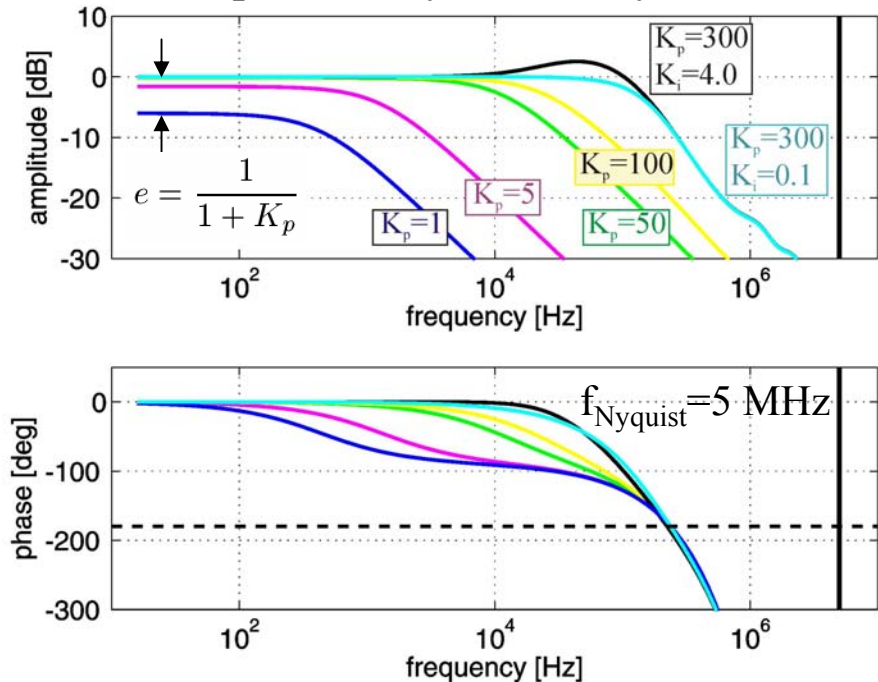 10
0
-10
-20
-30
amplitude [dB]
e = 1 / (1 + K_p)
K_p=1
K_p=5
K_p=100
K_p=50
K_p=300
K_i=4.0
K_p=300
K_i=0.1
10^2
10^4
10^6
frequency [Hz]
0
-100
-200
-300
phase [deg]
f_Nyquist=5 MHz
10^2
10^4
10^6
frequency [Hz]